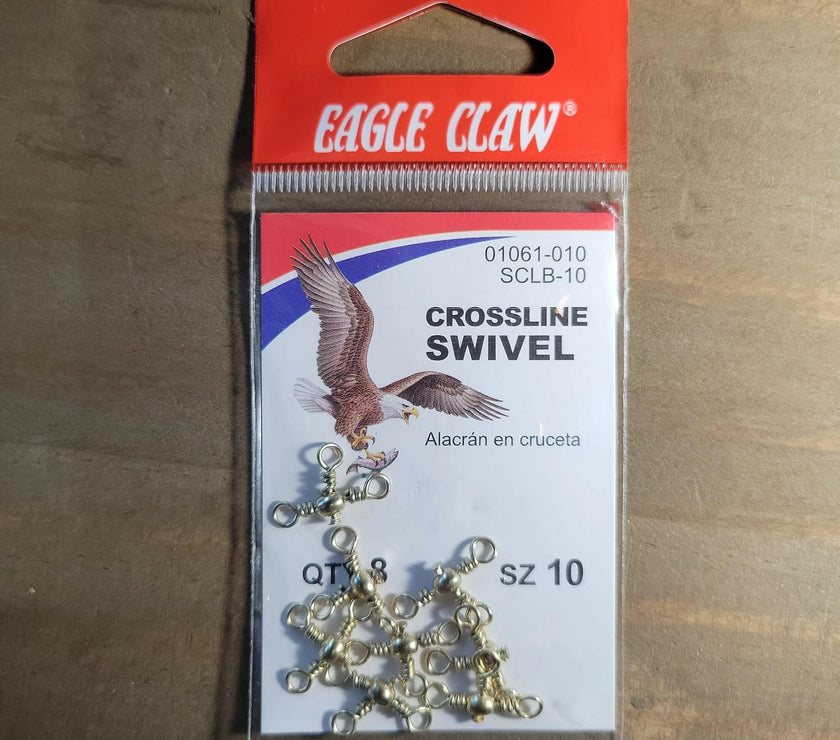 EAGLE CLAW®
01061-010
SCLB-10
CROSSLINE
SWIVEL
Alacrán en cruceta
QTY 8
SZ 10